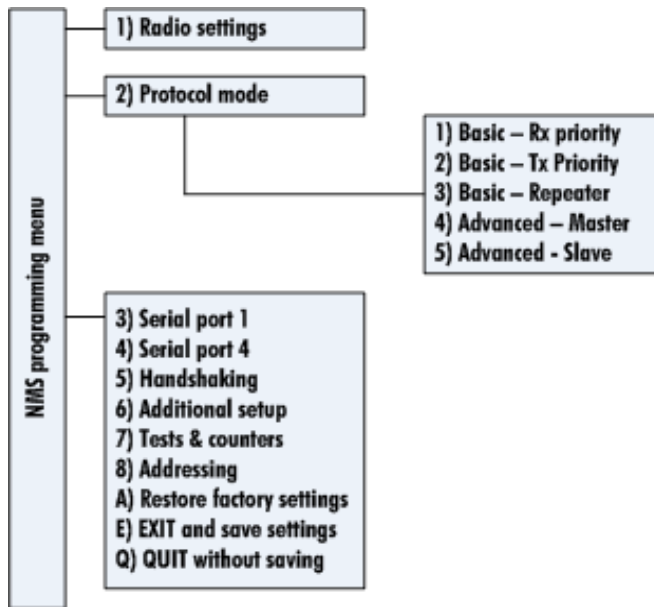 NMS programming menu
1) Radio settings
2) Protocol mode
1) Basic – Rx priority
2) Basic – Tx Priority
3) Basic – Repeater
4) Advanced – Master
5) Advanced - Slave
3) Serial port 1
4) Serial port 4
5) Handshaking
6) Additional setup
7) Tests & counters
8) Addressing
A) Restore factory settings
E) EXIT and save settings
Q) QUIT without saving